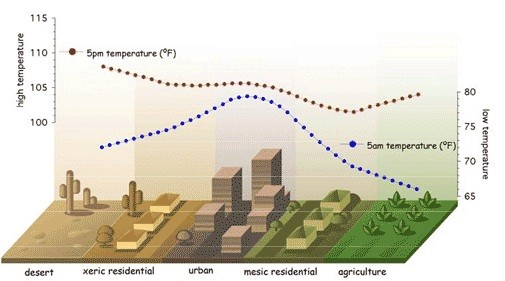 115
110
105
100
high temperature
5pm temperature (°F)
80
75
70
65
low temperature
5am temperature (°F)
desert
xeric residential
urban
mesic residential
agriculture